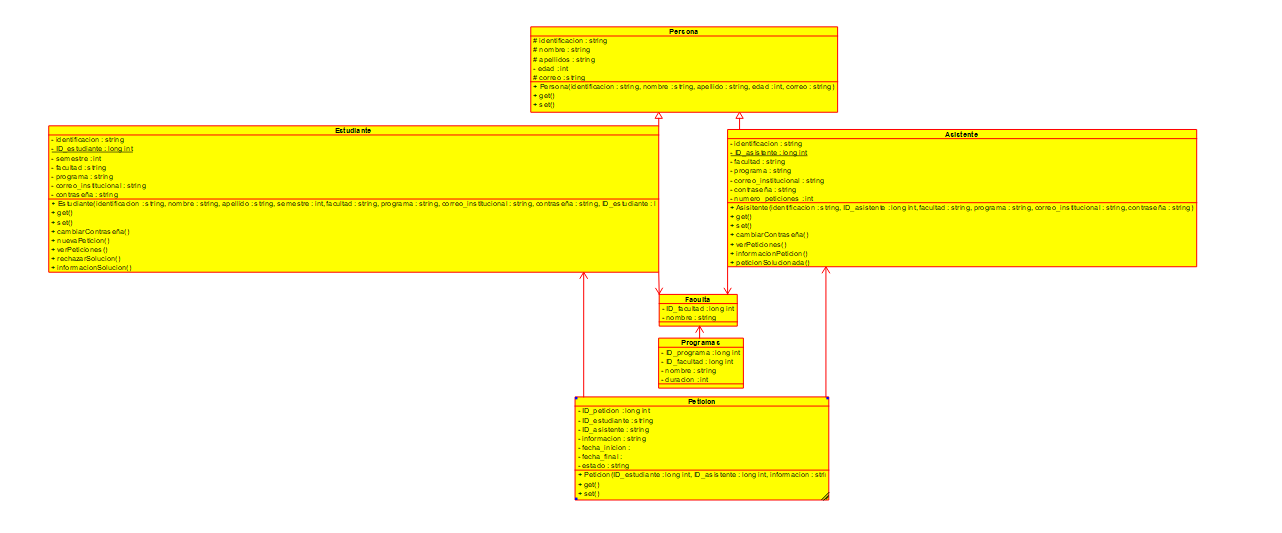 Persona
# identificacion : string
# nombre : string
# apellidos : string
- edad : int
# correo : string
+ Persona(identificacion : string, nombre : string, apellido : string, edad : int, correo : string)
+ get()
+ set()
Estudiante
- identificacion : string
- ID_estudiante : long int
- semestre : int
- facultad : string
- programa : string
- correo_institucional : string
- contraseña : string
+ Estudiante(identificacion : string, nombre : string, apellido : string, semestre : int, facultad : string, programa : string, correo_institucional : string, contraseña : string, ID_estudiante : l
+ get()
+ set()
+ cambiarContraseña()
+ nuevaPeticion()
+ verPeticiones()
+ rechazarSolucion()
+ informacionSolucion()
Asistente
- identificacion : string
- ID_asistente : long int
- facultad : string
- programa : string
- correo_institucional : string
- contraseña : string
- numero_peticiones : int
+ Asisitente(identificacion : string, ID_asistente : long int, facultad : string, programa : string, correo_institucional : string, contraseña : string)
+ get()
+ set()
+ cambiarContraseña()
+ verPeticiones()
+ informacionPeticion()
+ peticionSolucionada()
Faculta
- ID_facultad : long int
- nombre : string
Programas
- ID_programa : long int
- ID_facultad : long int
- nombre : string
- duracion : int
Peticion
- ID_peticion : long int
- ID_estudiante : string
- ID_asistente : string
- informacion : string
- fecha_inicion :
- fecha_final :
- estado : string
+ Peticion(ID_estudiante : long int, ID_asistente : long int, informacion : stri
+ get()
+ set()